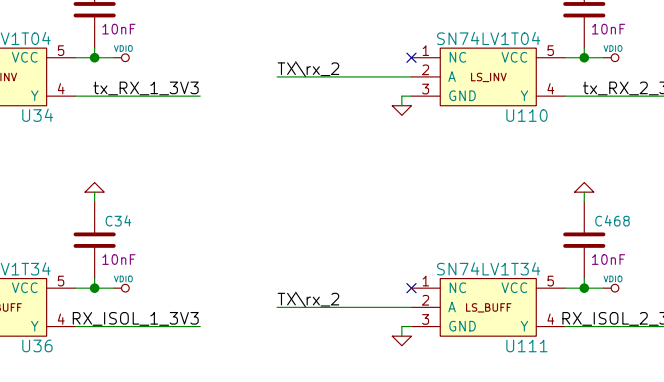 10nF
10nF
V1T04
5
VDIO
VCC
INV
4
Y
tx_RX_1_3V3
U34
SN74LV1T04
TX\rx_2
1
NC
VCC
5
VDIO
2
A
LS_INV
3
GND
Y
4
tx_RX_2_3
U110
C34
10nF
C468
10nF
V1T34
5
VDIO
VCC
BUFF
4
Y
RX_ISOL_1_3V3
U36
SN74LV1T34
TX\rx_2
1
NC
VCC
5
VDIO
2
A
LS_BUFF
3
GND
Y
4
RX_ISOL_2_3
U111